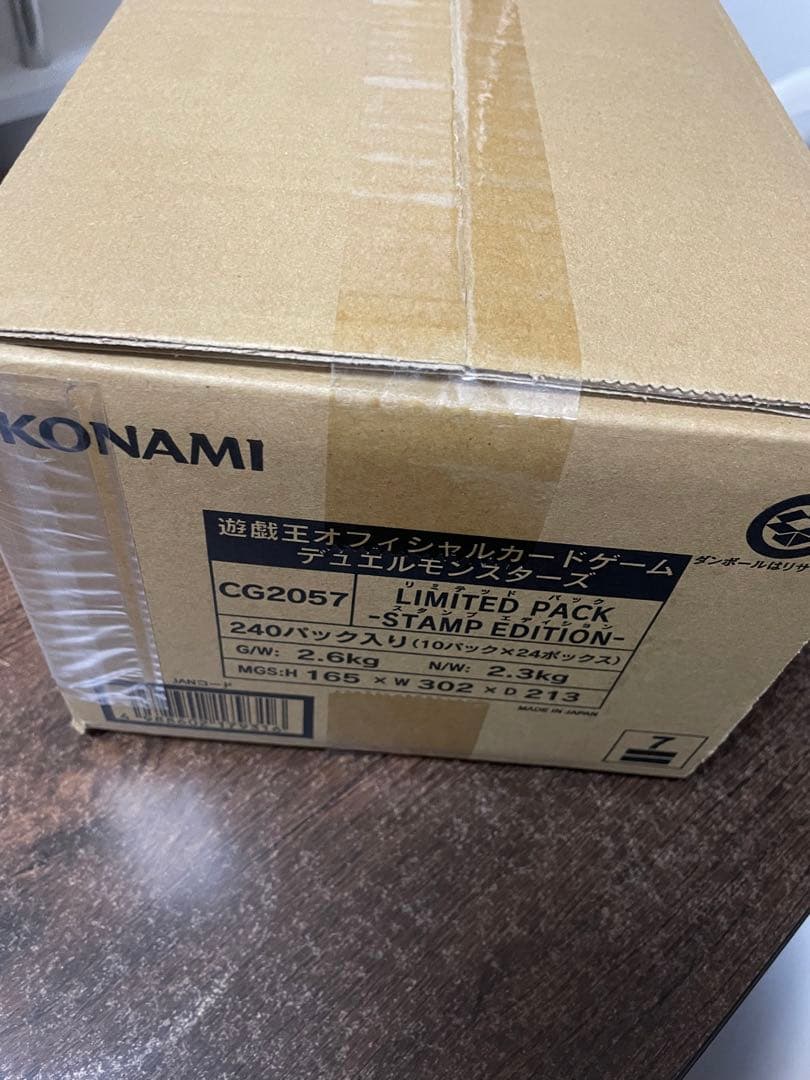 KONAMI
遊戯王オフィシャルカードゲーム
デュエルモンスターズ
CG2057
リミテッド パック
LIMITED PACK
スタンプ エディション
-STAMP EDITION-
240パック入り(10パック×24ボックス)
G/W: 2.6kg N/W: 2.3kg
MGS:H 165 × W 302 × D 213
JANコード
MADE IN JAPAN
7
ダンボールはリサ